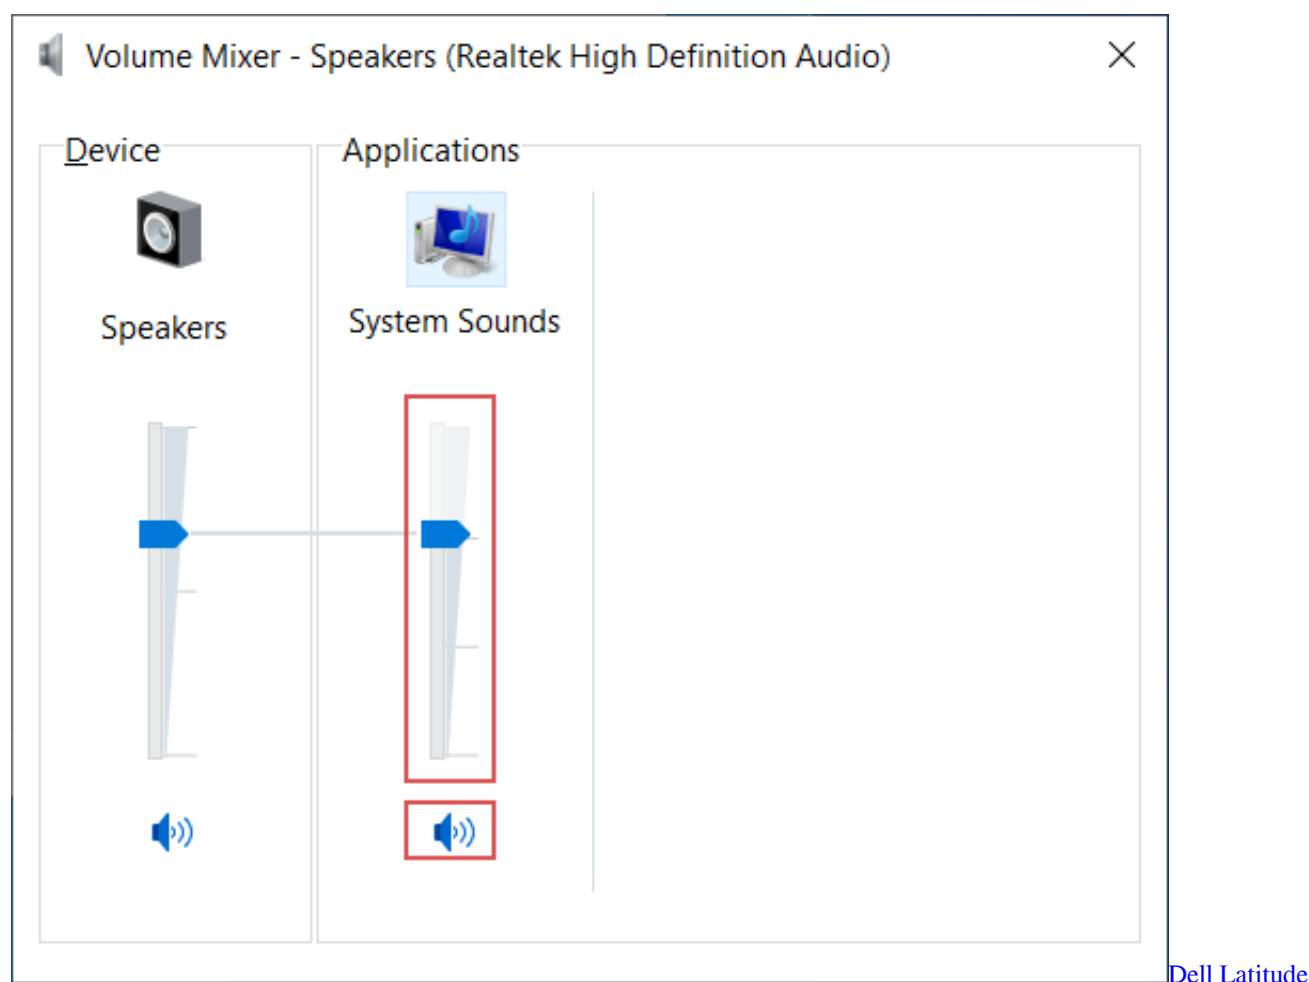 Volume Mixer - Speakers (Realtek High Definition Audio)
Device
Applications
Speakers
System Sounds
Dell Latitude